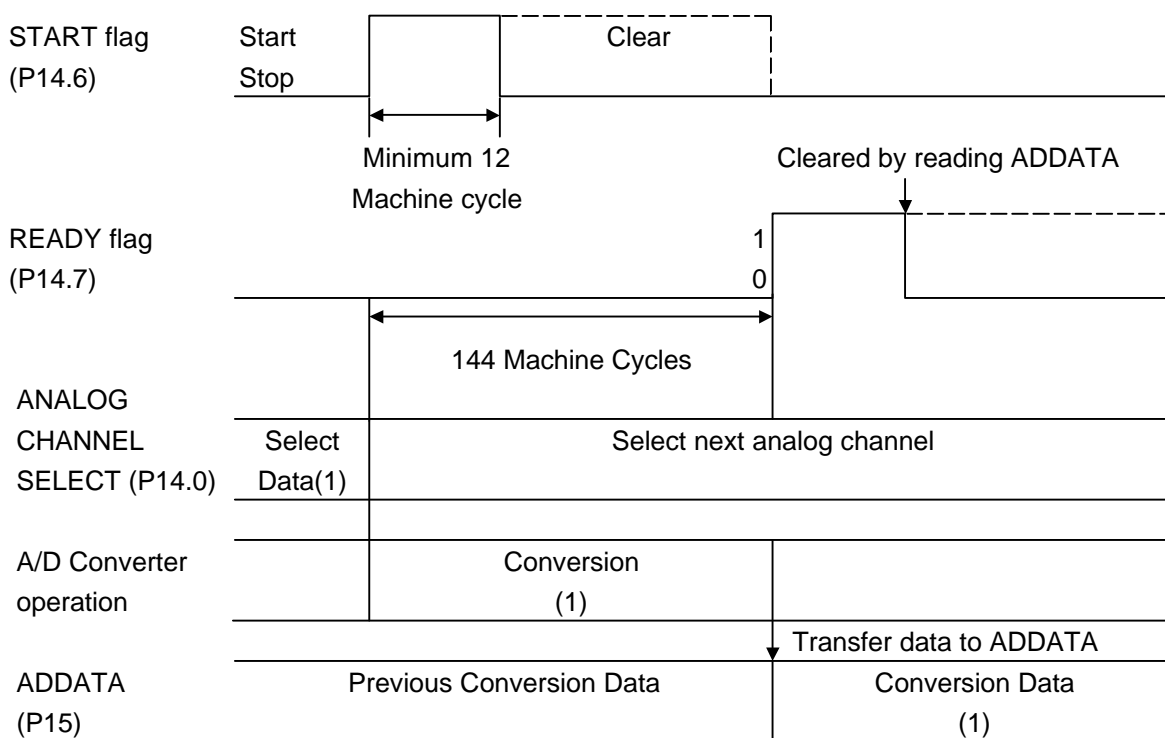 START flag Start Clear
(P14.6) Stop
Minimum 12 Cleared by reading ADDATA
Machine cycle
READY flag 1
(P14.7) 0
144 Machine Cycles
ANALOG
CHANNEL Select Select next analog channel
SELECT (P14.0) Data(1)
A/D Converter Conversion
operation (1)
Transfer data to ADDATA
ADDATA Previous Conversion Data Conversion Data
(P15) (1)